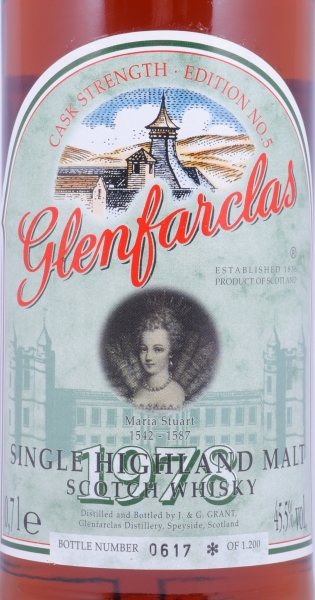 CASK STRENGTH · EDITION NO 5
Glenfarclas
®
ESTABLISHED 1836
PRODUCT OF SCOTLAND
Maria Stuart
1542 - 1587
1978
SINGLE HIGHLAND MALT
SCOTCH WHISKY
0,7 l e
45,5% vol.
Distilled and Bottled by J. & G. GRANT,
Glenfarclas Distillery, Speyside, Scotland
BOTTLE NUMBER 0617 * OF 1.200